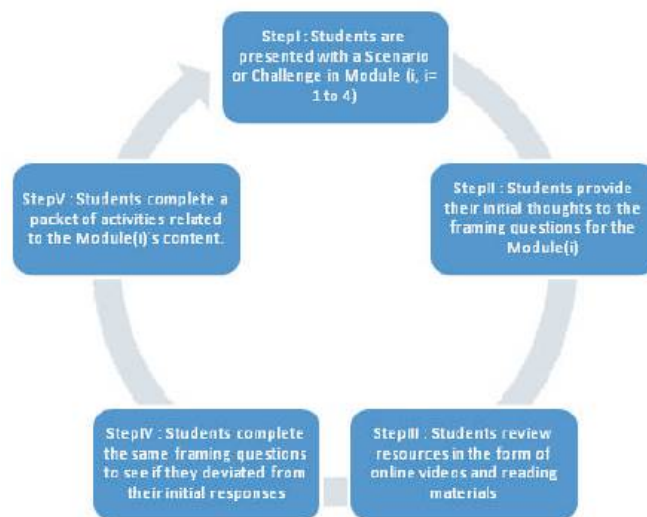 StepI : Students are
presented with a Scenario
or Challenge in Module (i, i=
1 to 4)
StepII : Students provide
their initial thoughts to the
framing questions for the
Module(i)
StepIII : Students review
resources in the form of
online videos and reading
materials
StepIV : Students complete
the same framing questions
to see if they deviated from
their initial responses
StepV : Students complete a
packet of activities related
to the Module(i)'s content.